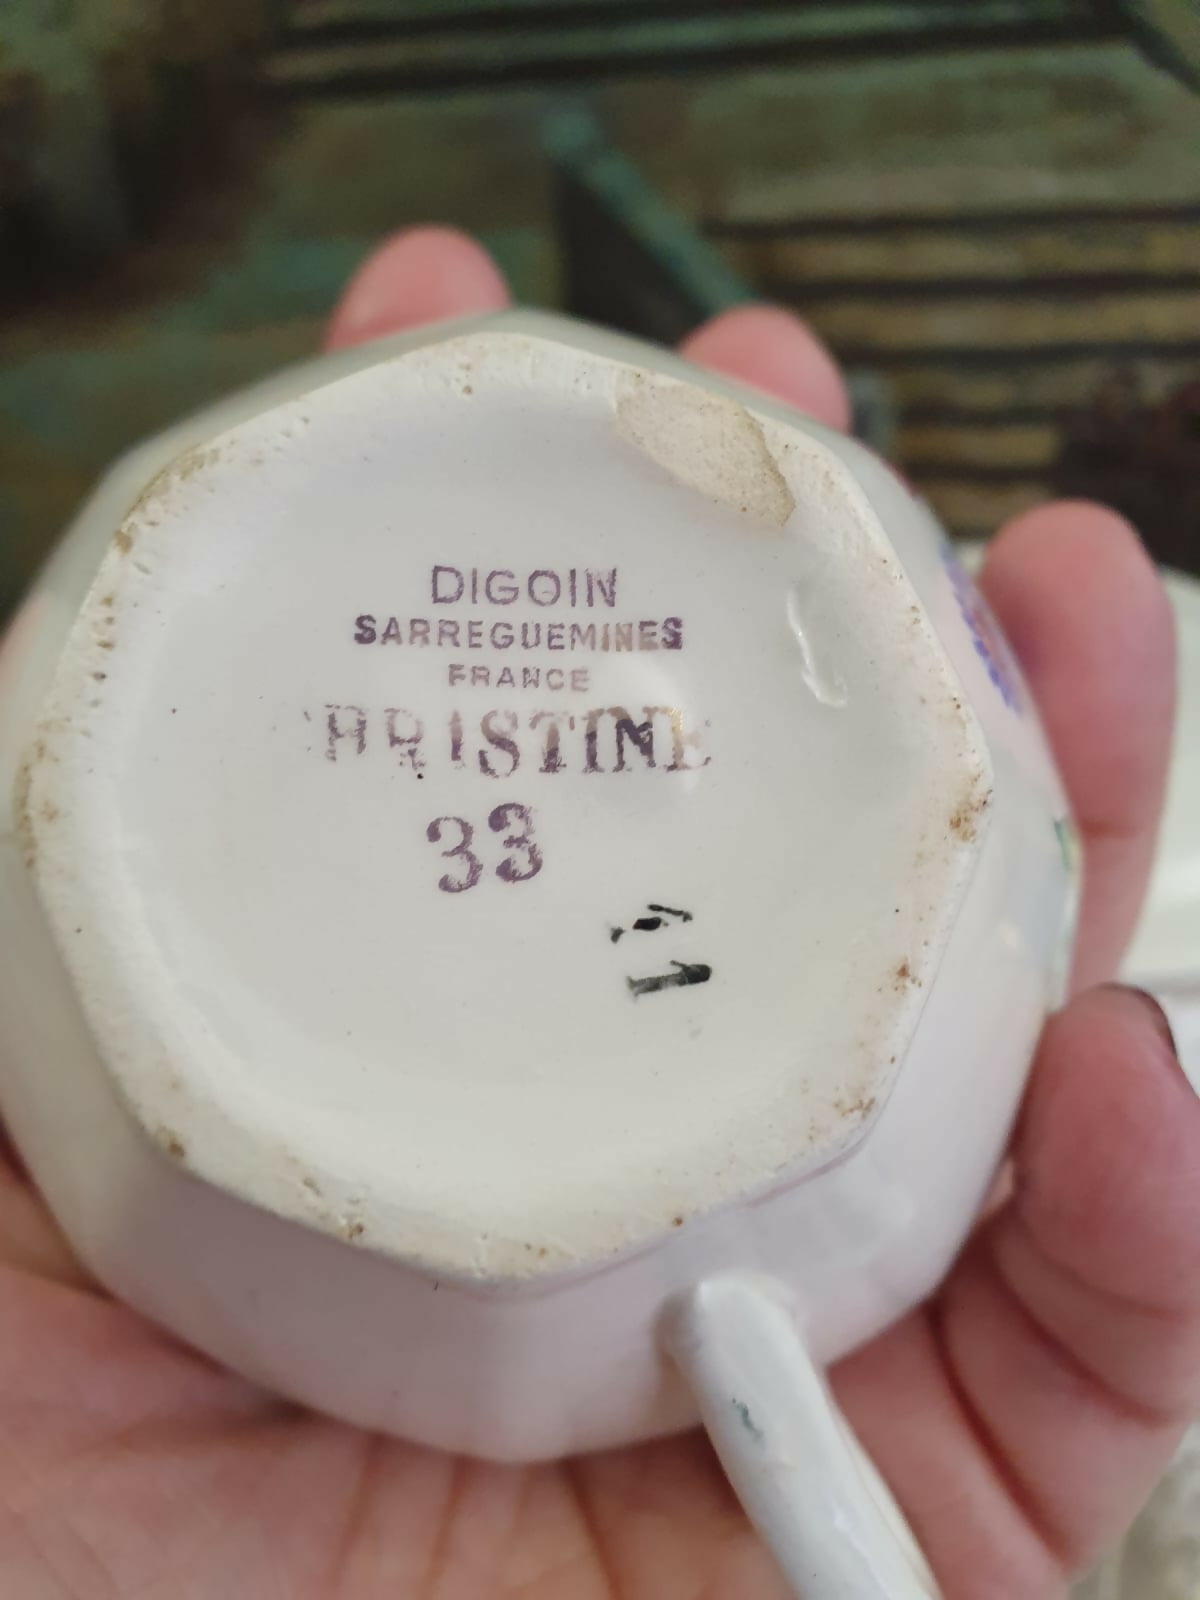 DIGOIN
SARREGUEMINES
FRANCE
HRISTINE
33